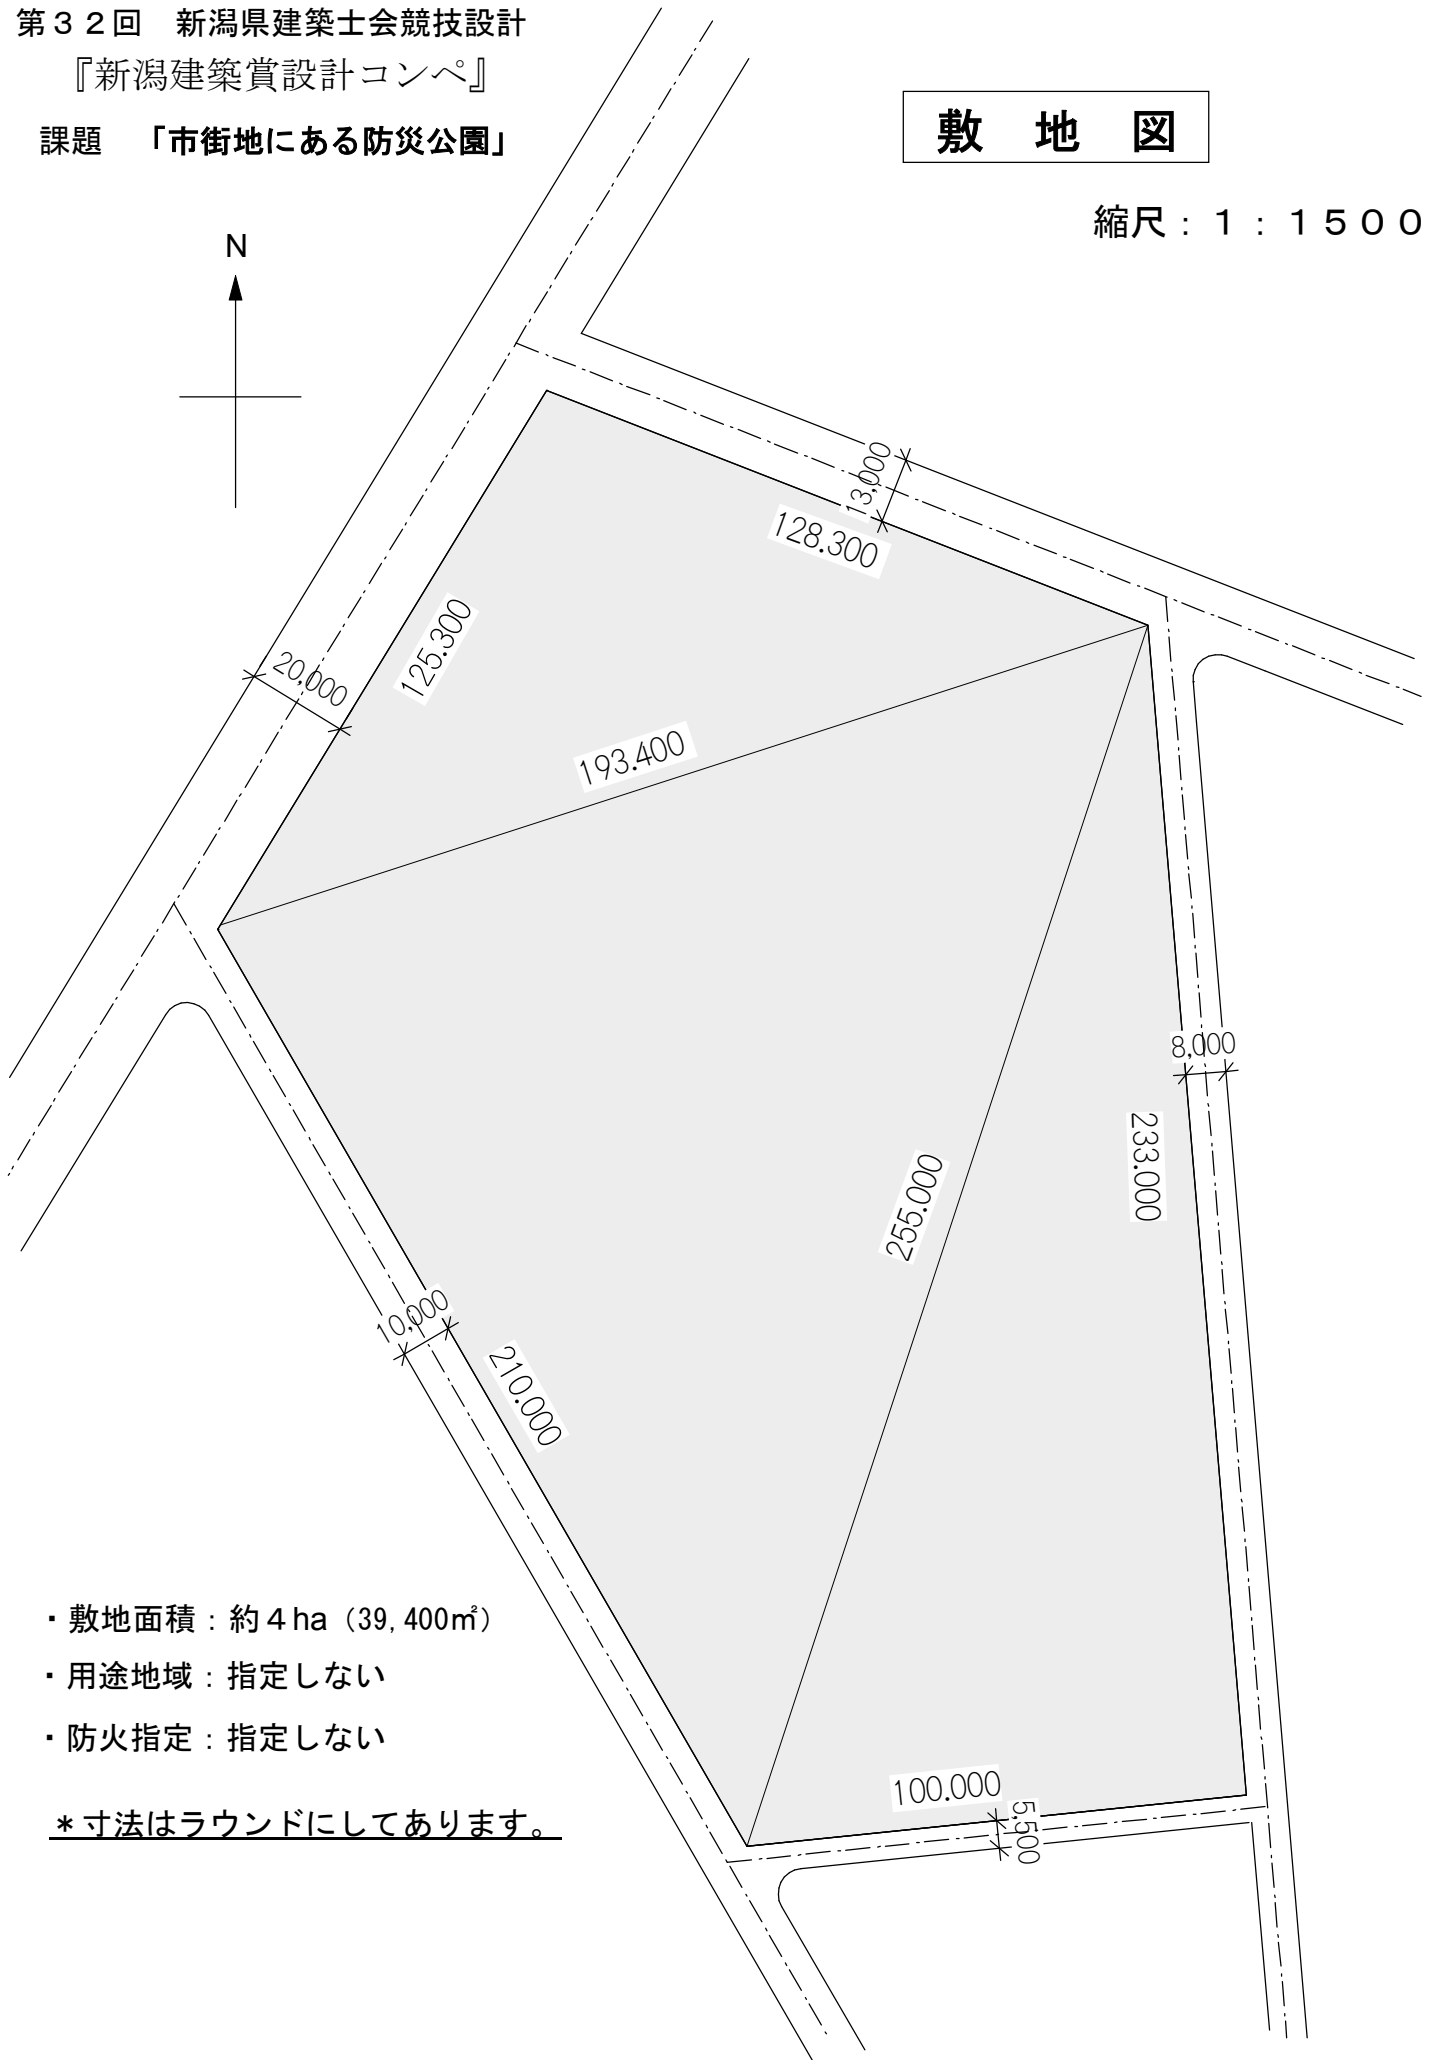 第３２回　新潟県建築士会競技設計
『新潟建築賞設計コンペ』
課題　「市街地にある防災公園」
敷　地　図
縮尺：１：１５００
N
13,000
128.300
125.300
20,000
193.400
8,000
233.000
255.000
10,000
210.000
・敷地面積：約４ha（39,400㎡）
・用途地域：指定しない
・防火指定：指定しない
100.000
5,500
＊寸法はラウンドにしてあります。